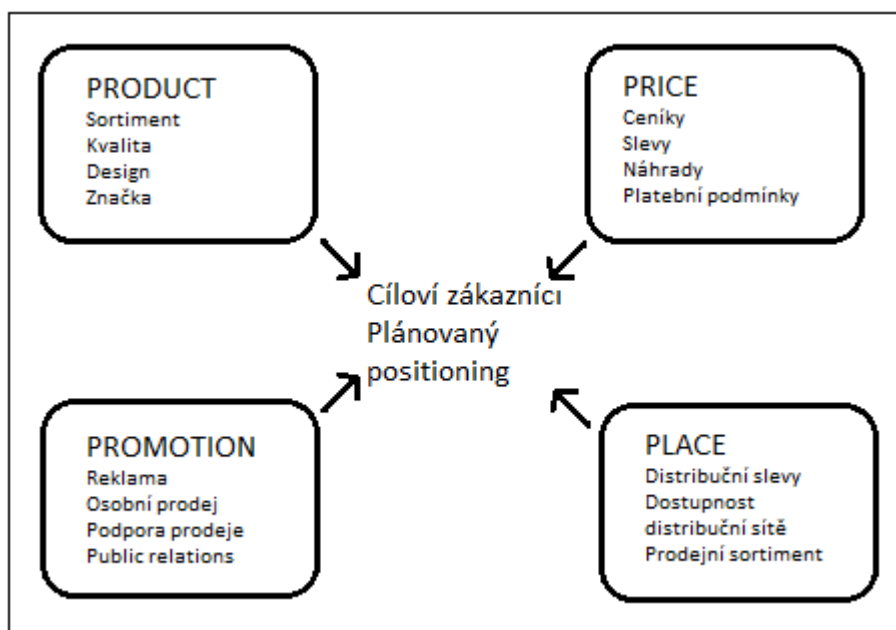 PRODUCT
Sortiment
Kvalita
Design
Značka
PRICE
Ceníky
Slevy
Náhrady
Platební podmínky
Cíloví zákazníci
Plánovaný
positioning
PROMOTION
Reklama
Osobní prodej
Podpora prodeje
Public relations
PLACE
Distribuční slevy
Dostupnost
distribuční sítě
Prodejní sortiment